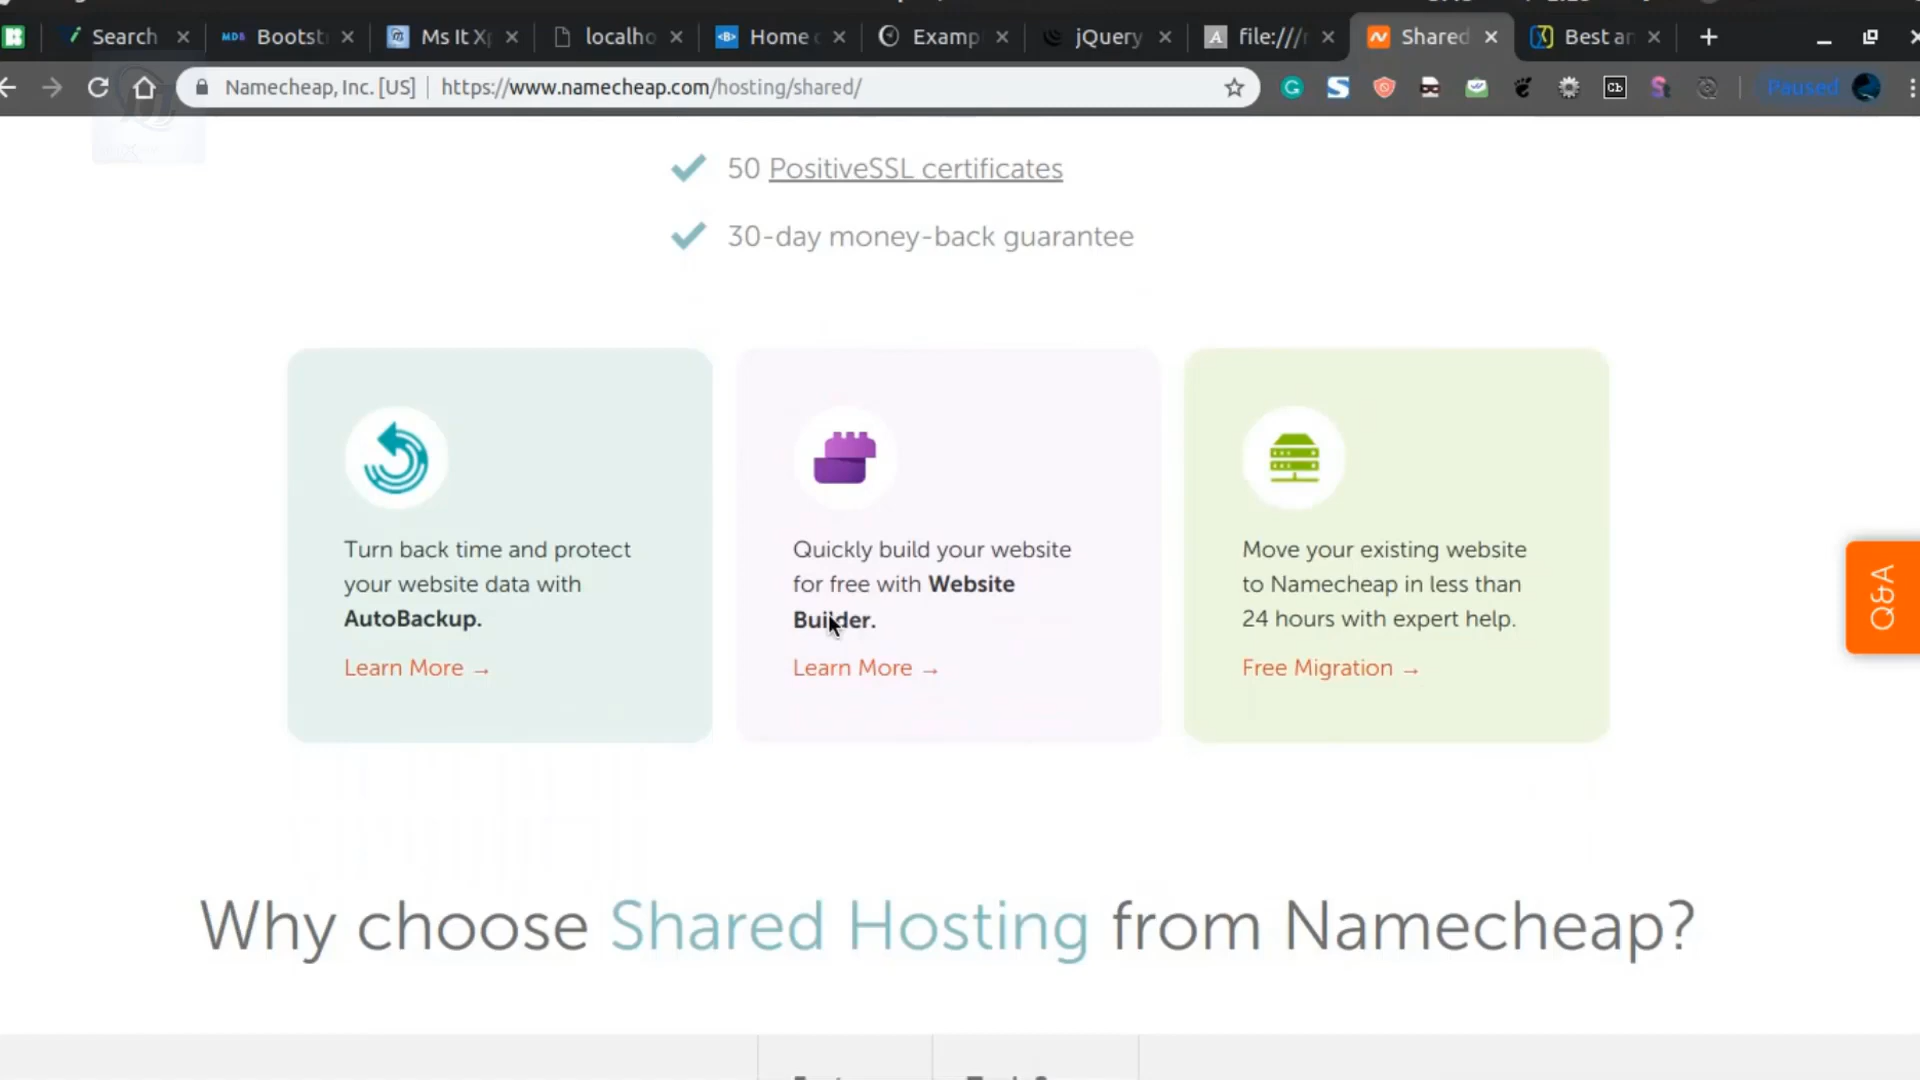 Search
MDB Bootst
Ms It Xp
localho
Home
Examp
jQuery
file:///
Shared
Best an
Namecheap, Inc. [US] | https://www.namecheap.com/hosting/shared/
Paused
50 PositiveSSL certificates
30-day money-back guarantee
Turn back time and protect
your website data with
AutoBackup.
Learn More →
Quickly build your website
for free with Website
Builder.
Learn More →
Move your existing website
to Namecheap in less than
24 hours with expert help.
Free Migration →
Q&A
Why choose Shared Hosting from Namecheap?